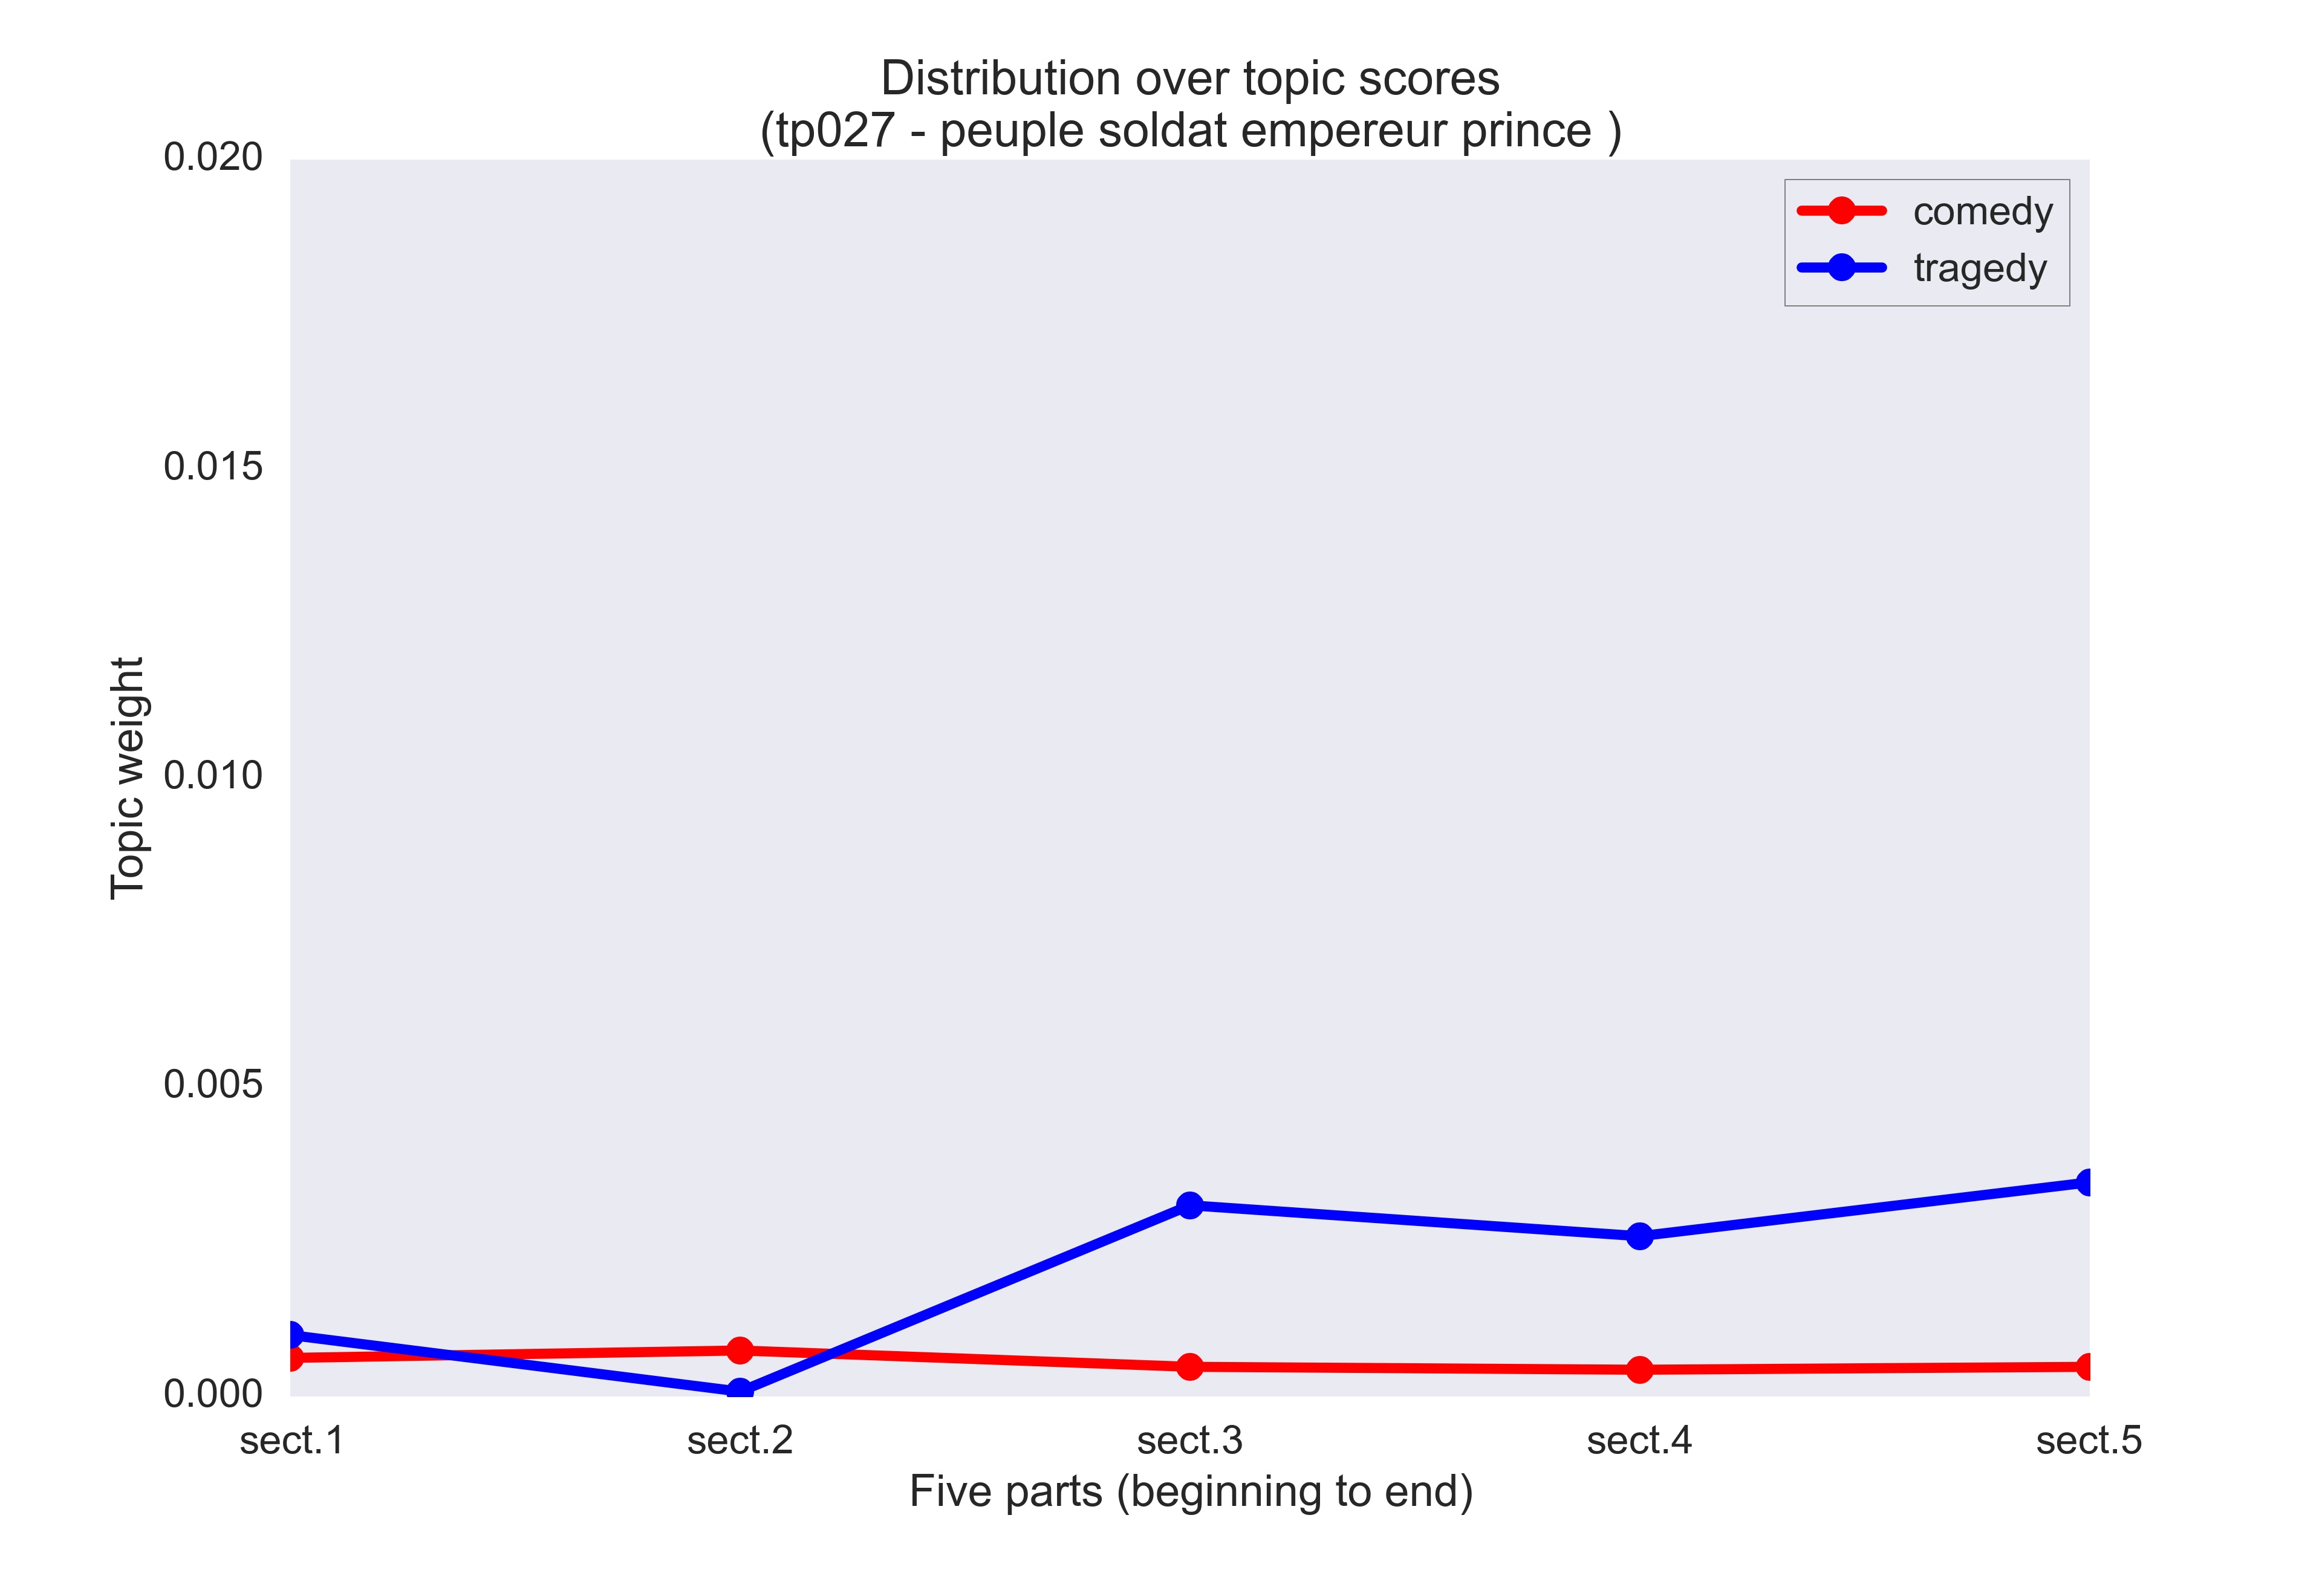 Distribution over topic scores
(tp027 - peuple soldat empereur prince )
comedy
tragedy
0.020
0.015
0.010
0.005
0.000
Topic weight
sect.1
sect.2
sect.3
sect.4
sect.5
Five parts (beginning to end)